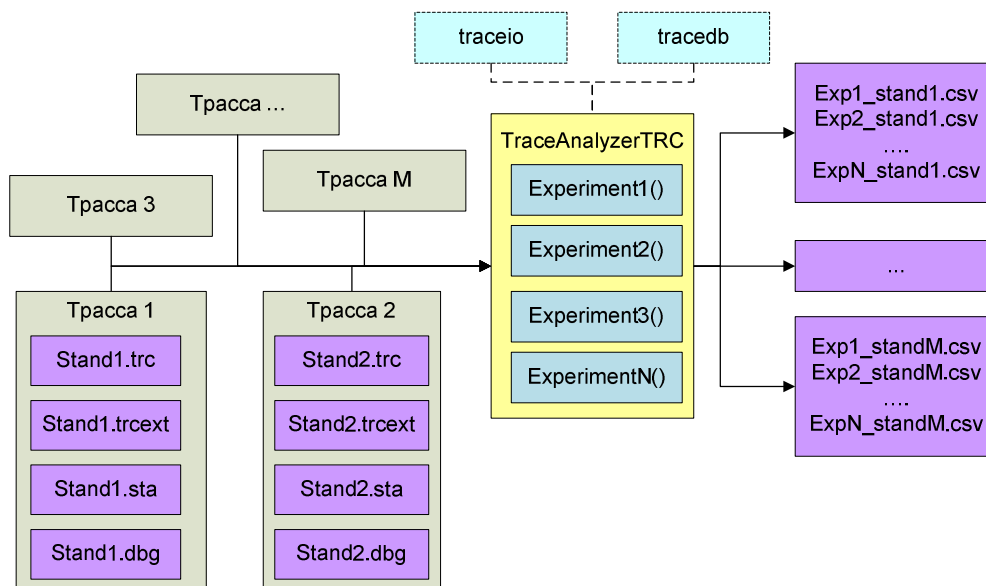 traceio
tracedb
Трасса ...
Трасса М
Трасса 3
TraceAnalyzerTRC
Experiment1()
Experiment2()
Experiment3()
ExperimentN()
Exp1_stand1.csv
Exp2_stand1.csv
....
ExpN_stand1.csv
...
Exp1_standM.csv
Exp2_standM.csv
....
ExpN_standM.csv
Трасса 1
Stand1.trc
Stand1.trcext
Stand1.sta
Stand1.dbg
Трасса 2
Stand2.trc
Stand2.trcext
Stand2.sta
Stand2.dbg